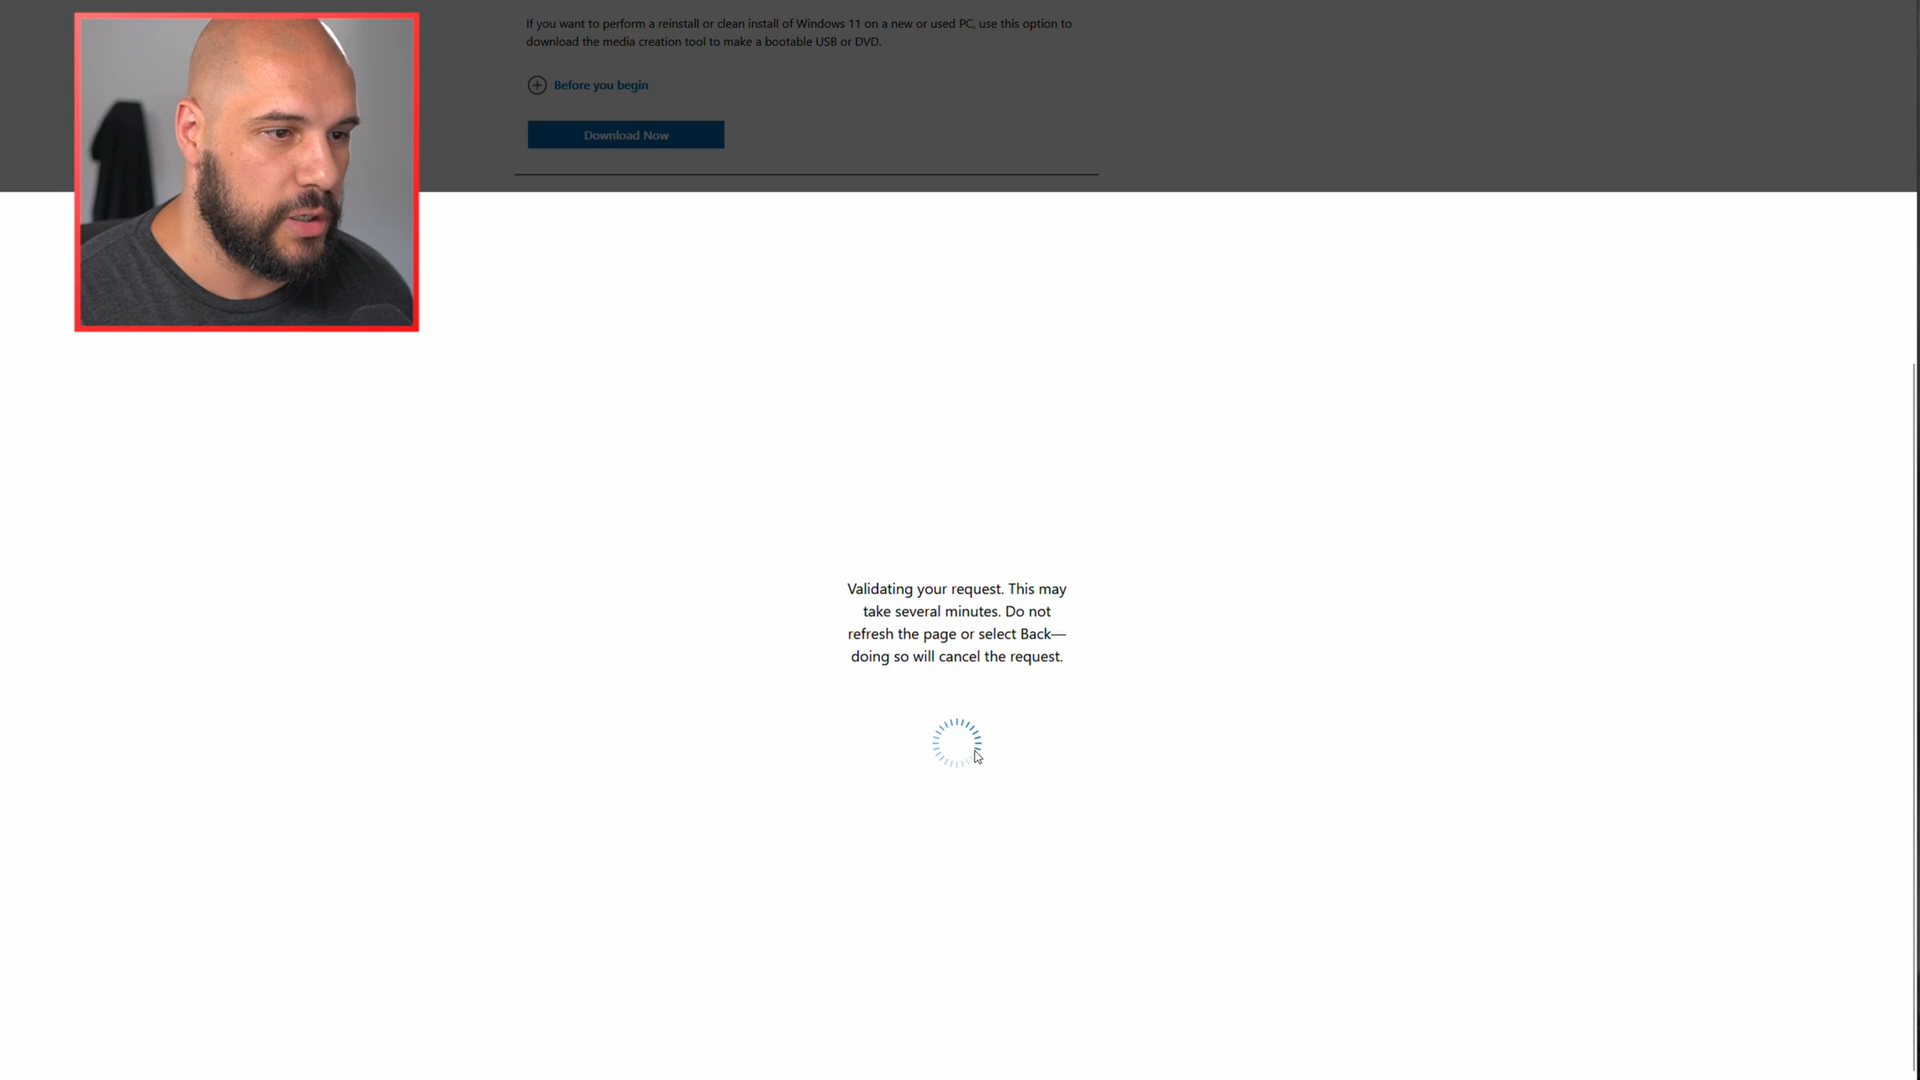 If you want to perform a reinstall or clean install of Windows 11 on a new or used PC, use this option to
download the media creation tool to make a bootable USB or DVD.
Before you begin
Download Now
Validating your request. This may
take several minutes. Do not
refresh the page or select Back—
doing so will cancel the request.